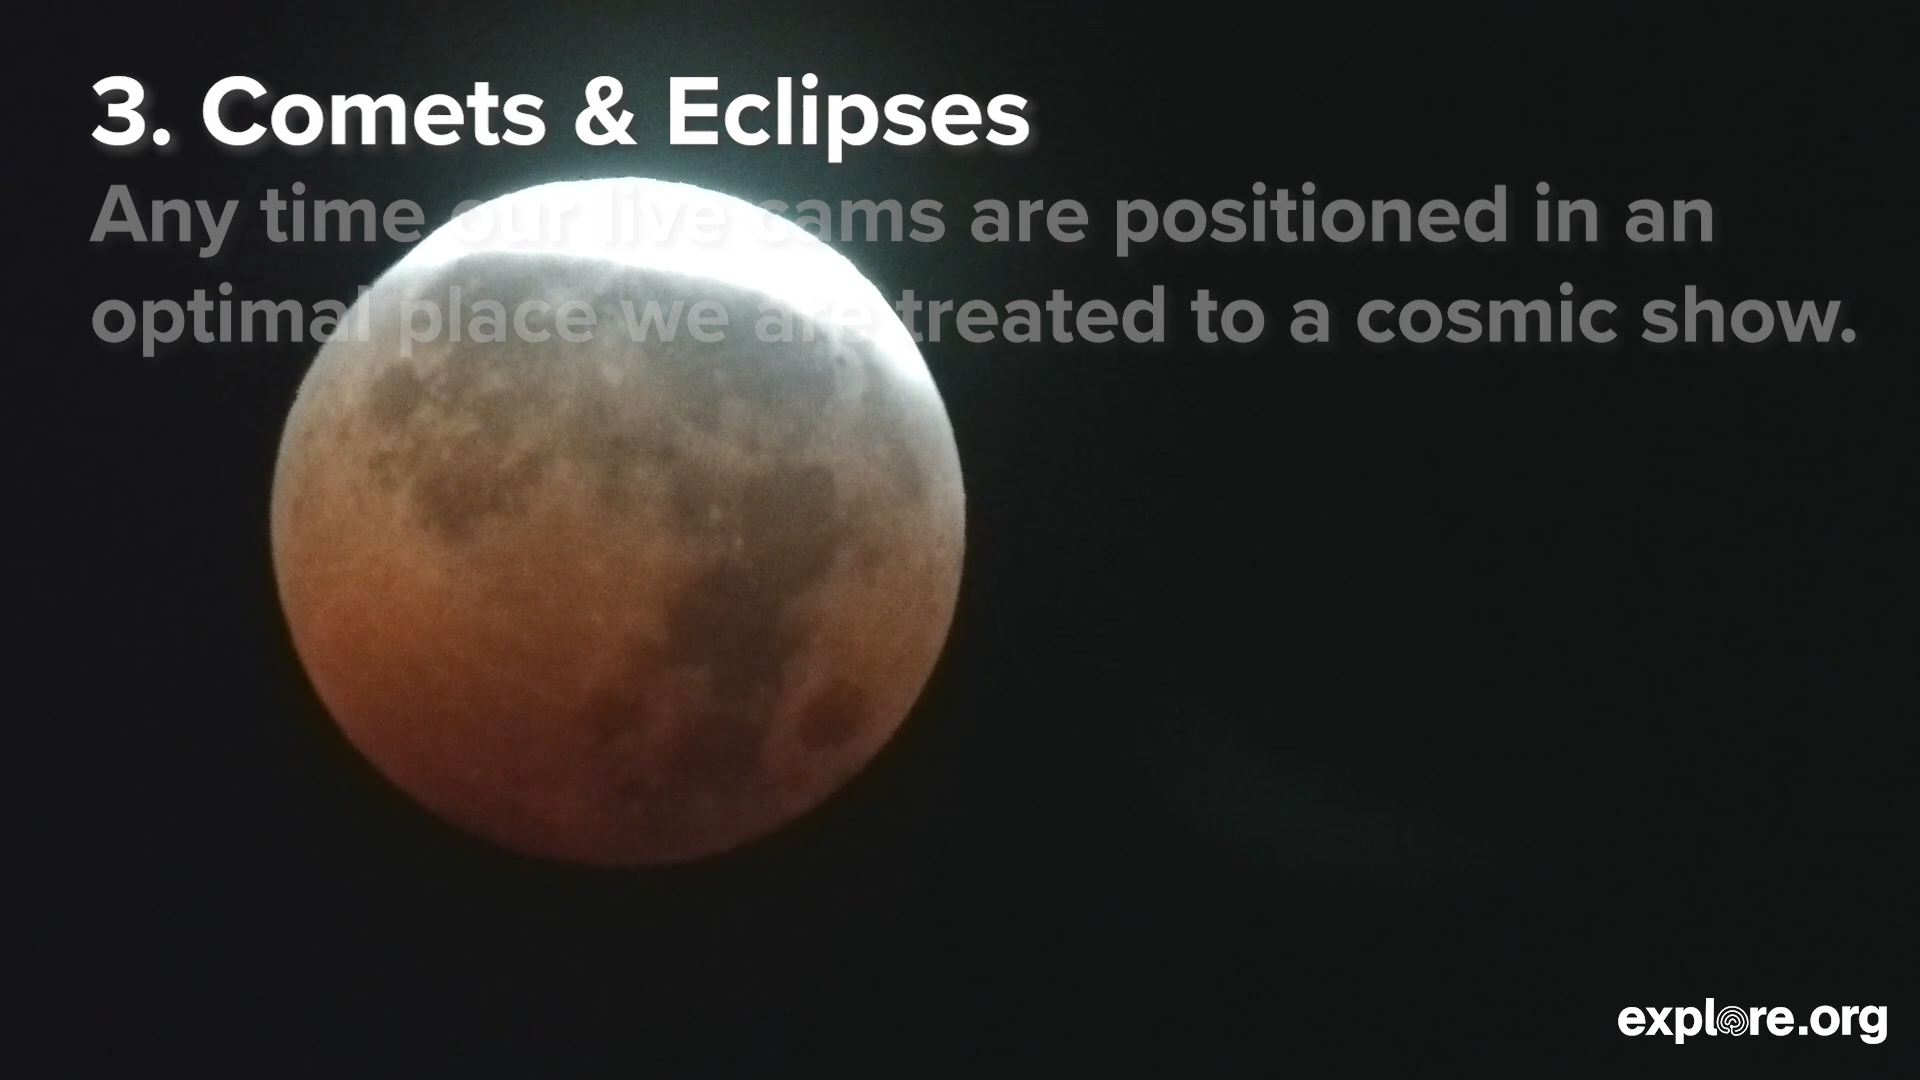 3. Comets & Eclipses
Any time our live cams are positioned in an
optimal place we are treated to a cosmic show.
explore.org